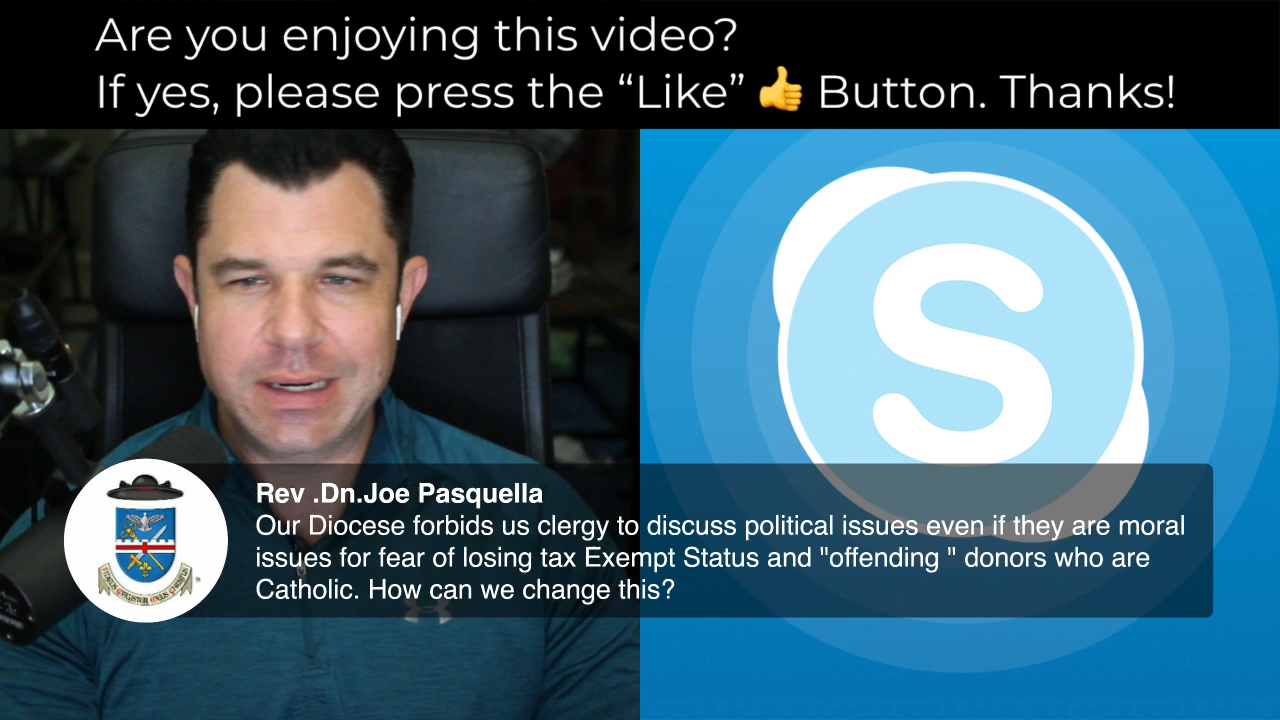 Are you enjoying this video?
If yes, please press the “Like” 👍 Button. Thanks!
S
Rev .Dn.Joe Pasquella
Our Diocese forbids us clergy to discuss political issues even if they are moral
issues for fear of losing tax Exempt Status and "offending " donors who are
Catholic. How can we change this?